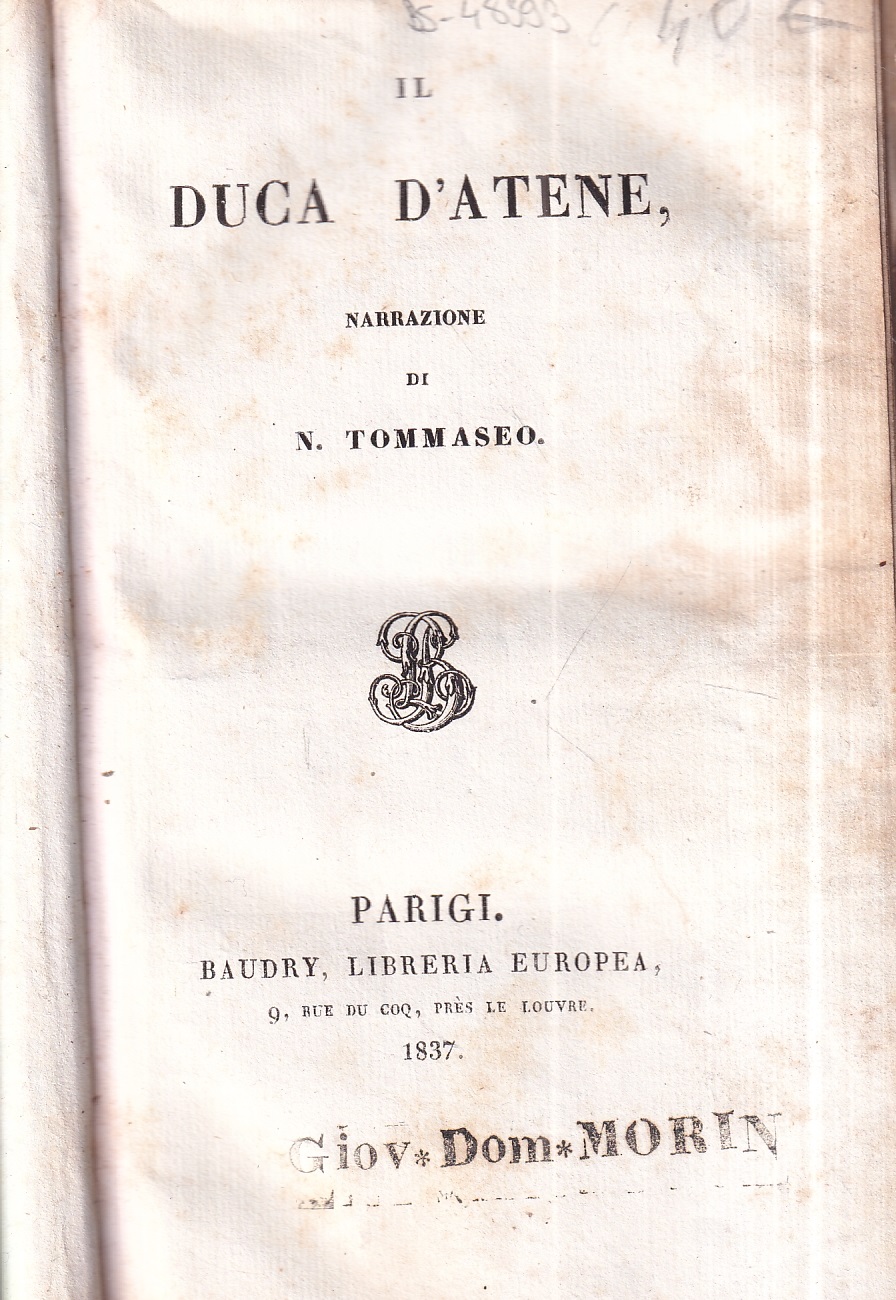 IL
DUCA D'ATENE,
NARRAZIONE
DI
N. TOMMASEO.
PARIGI.
BAUDRY, LIBRERIA EUROPEA,
9, RUE DU COQ, PRÈS LE LOUVRE.
1837.
Giov*Dom*MORIN